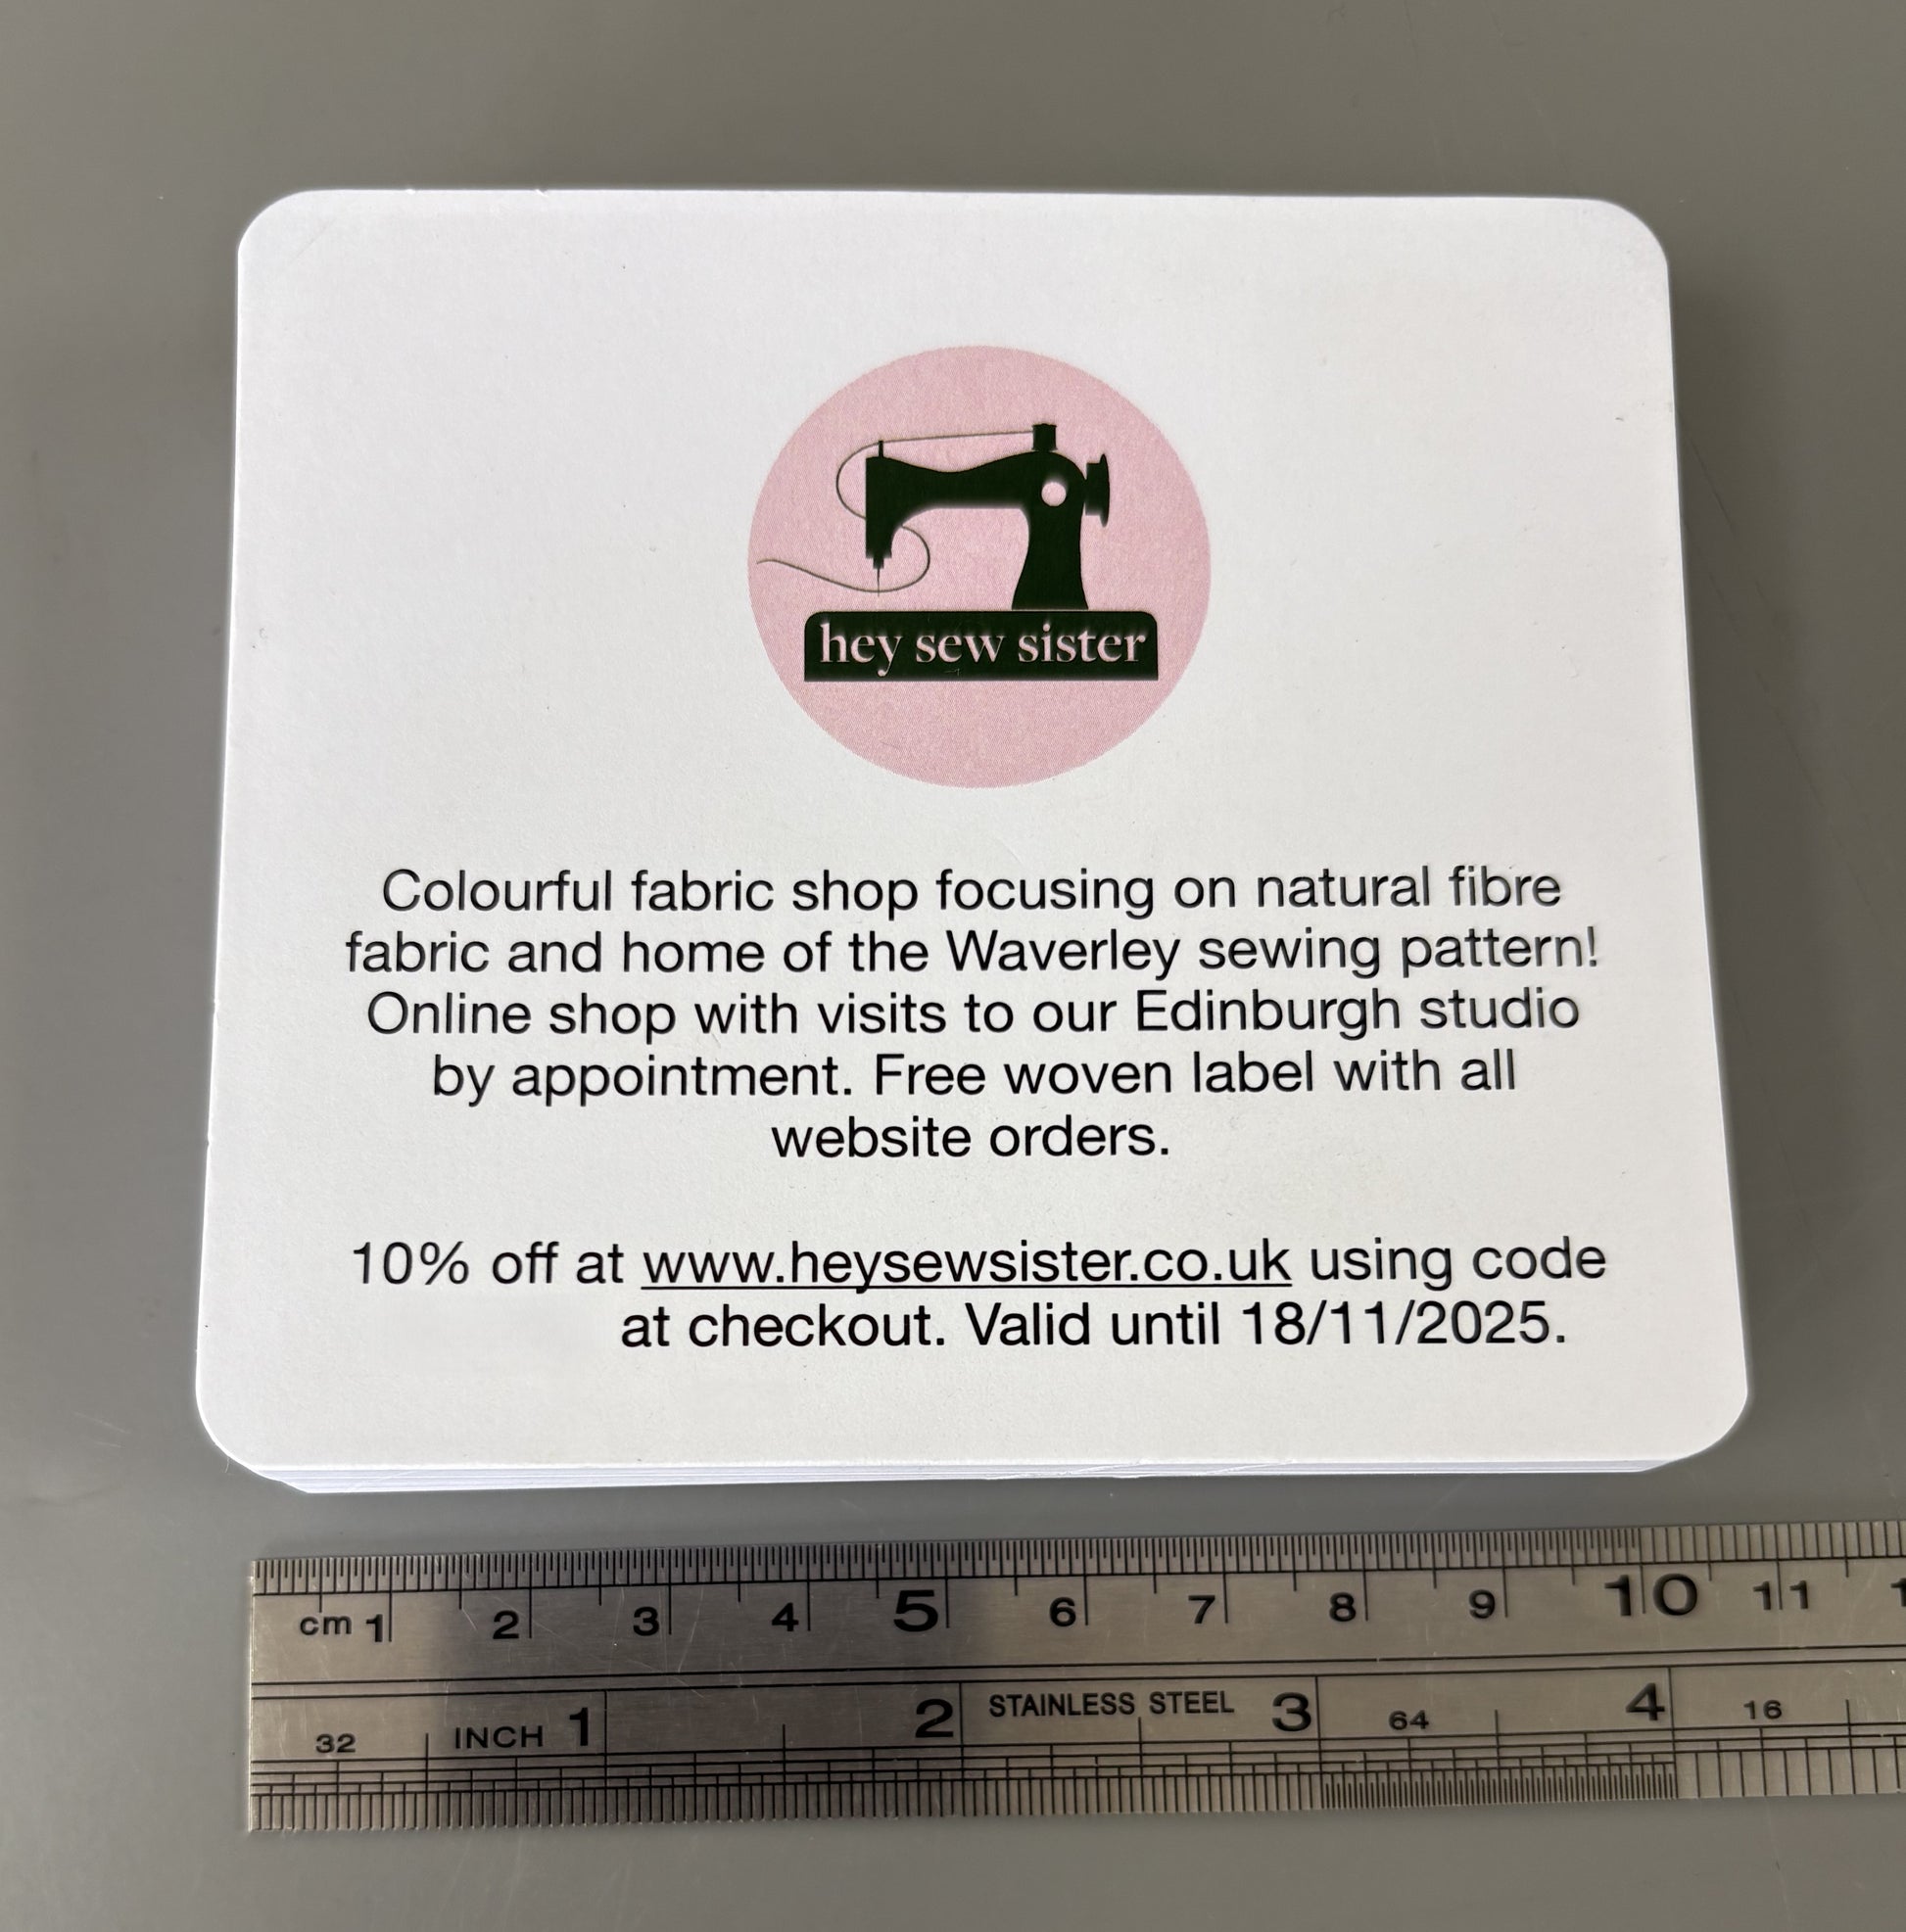 hey sew sister
Colourful fabric shop focusing on natural fibre
fabric and home of the Waverley sewing pattern!
Online shop with visits to our Edinburgh studio
by appointment. Free woven label with all
website orders.
10% off at www.heysewsister.co.uk using code
at checkout. Valid until 18/11/2025.
cm 1 2 3 4 5 6 7 8 9 10 11 1
32 INCH 1 2 STAINLESS STEEL 3 64 4 16